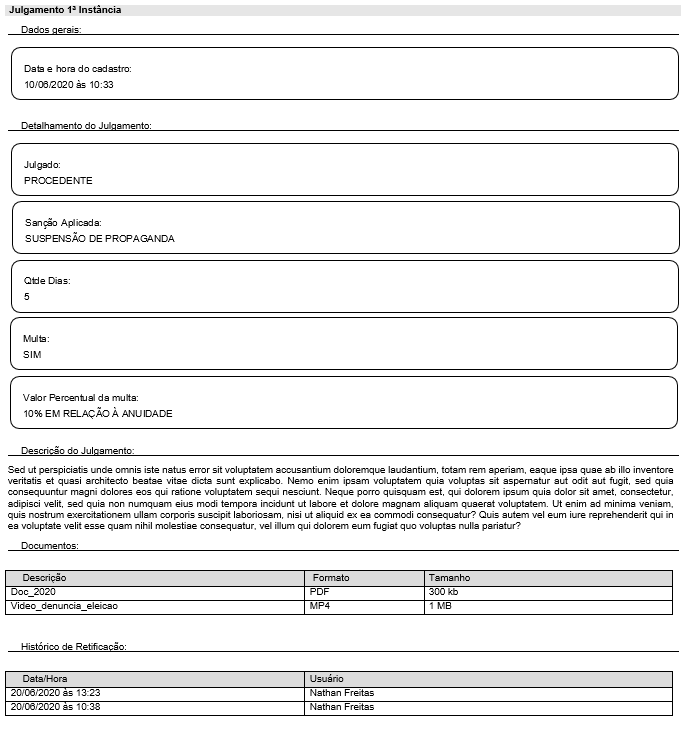 Julgamento 1ª Instância
Dados gerais:
Data e hora do cadastro:
10/06/2020 às 10:33
Detalhamento do Julgamento:
Julgado:
PROCEDENTE
Sanção Aplicada:
SUSPENSÃO DE PROPAGANDA
Qtde Dias:
5
Multa:
SIM
Valor Percentual da multa:
10% EM RELAÇÃO À ANUIDADE
Descrição do Julgamento:
Sed ut perspiciatis unde omnis iste natus error sit voluptatem accusantium doloremque laudantium, totam rem aperiam, eaque ipsa quae ab illo inventore
veritatis et quasi architecto beatae vitae dicta sunt explicabo. Nemo enim ipsam voluptatem quia voluptas sit aspernatur aut odit aut fugit, sed quia
consequuntur magni dolores eos qui ratione voluptatem sequi nesciunt. Neque porro quisquam est, qui dolorem ipsum quia dolor sit amet, consectetur,
adipisci velit, sed quia non numquam eius modi tempora incidunt ut labore et dolore magnam aliquam quaerat voluptatem. Ut enim ad minima veniam,
quis nostrum exercitationem ullam corporis suscipit laboriosam, nisi ut aliquid ex ea commodi consequatur? Quis autem vel eum iure reprehenderit qui in
ea voluptate velit esse quam nihil molestiae consequatur, vel illum qui dolorem eum fugiat quo voluptas nulla pariatur?
Documentos:
Descrição Formato Tamanho
Doc_2020 PDF 300 kb
Video_denuncia_eleicao MP4 1 MB
Histórico de Retificação:
Data/Hora Usuário
20/06/2020 às 13:23 Nathan Freitas
20/06/2020 às 10:38 Nathan Freitas